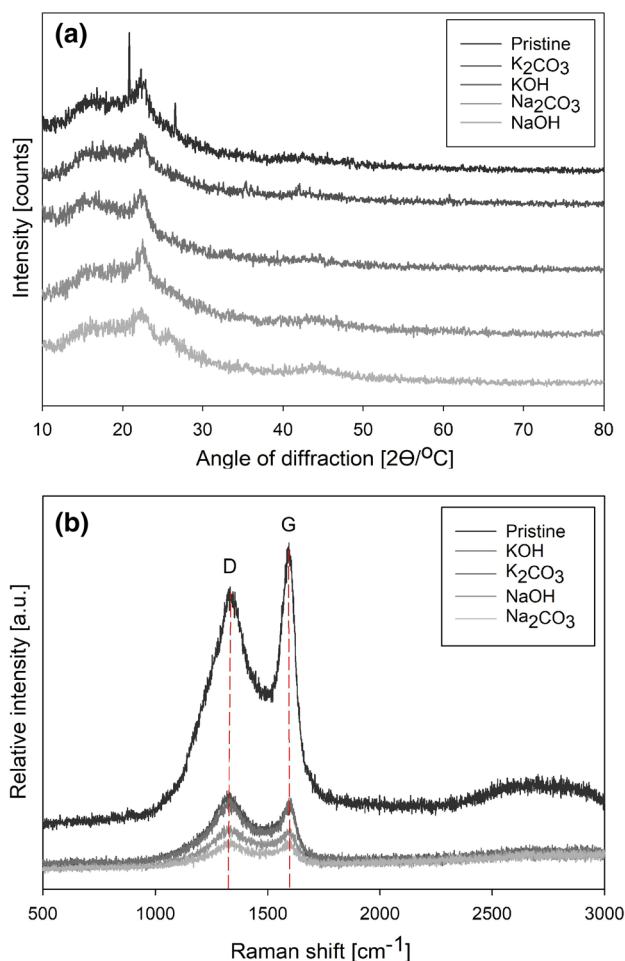 (a)
Pristine
K2CO3
KOH
Na2CO3
NaOH
Intensity [counts]
10 20 30 40 50 60 70 80
Angle of diffraction [2Θ/ºC]
(b)
D
G
Pristine
KOH
K2CO3
NaOH
Na2CO3
Relative intensity [a.u.]
500 1000 1500 2000 2500 3000
Raman shift [cm-1]